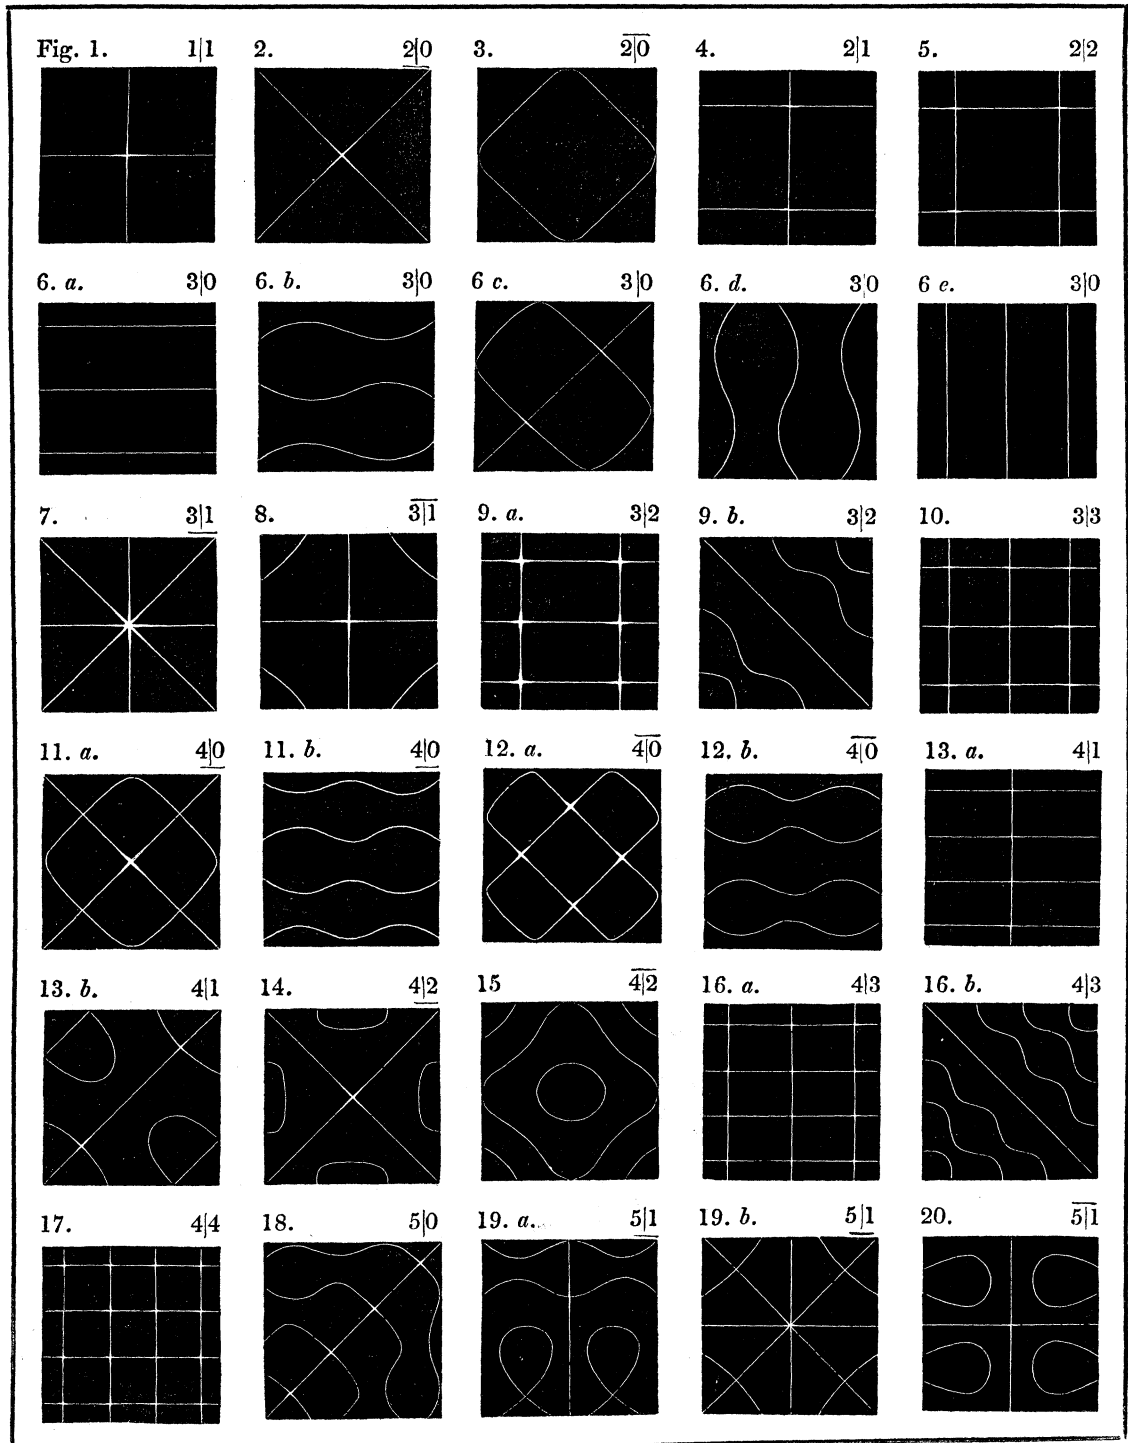 Fig. 1. 1|1 2. 2|0 3. 2|0 4. 2|1 5. 2|2
6. a. 3|0 6. b. 3|0 6 c. 3|0 6. d. 3|0 6 e. 3|0
7. 3|1 8. 3|1 9. a. 3|2 9. b. 3|2 10. 3|3
11. a. 4|0 11. b. 4|0 12. a. 4|0 12. b. 4|0 13. a. 4|1
13. b. 4|1 14. 4|2 15 4|2 16. a. 4|3 16. b. 4|3
17. 4|4 18. 5|0 19. a. 5|1 19. b. 5|1 20. 5|1